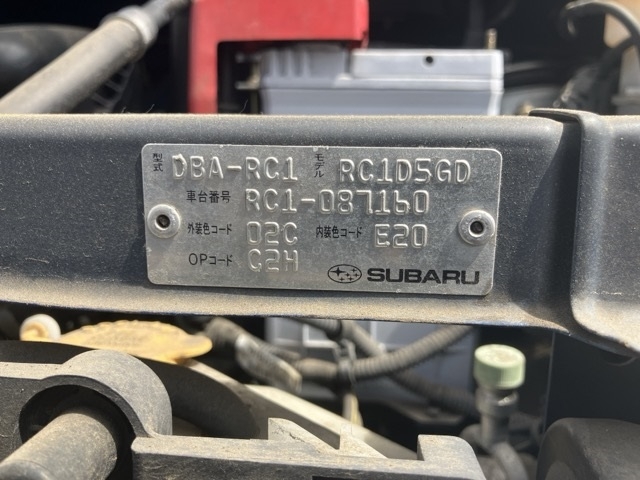 型式 DBA-RC1 モデル RC1D5GD
車台番号 RC1-087160
外装色コード 02C 内装色コード E20
OPコード C2H SUBARU